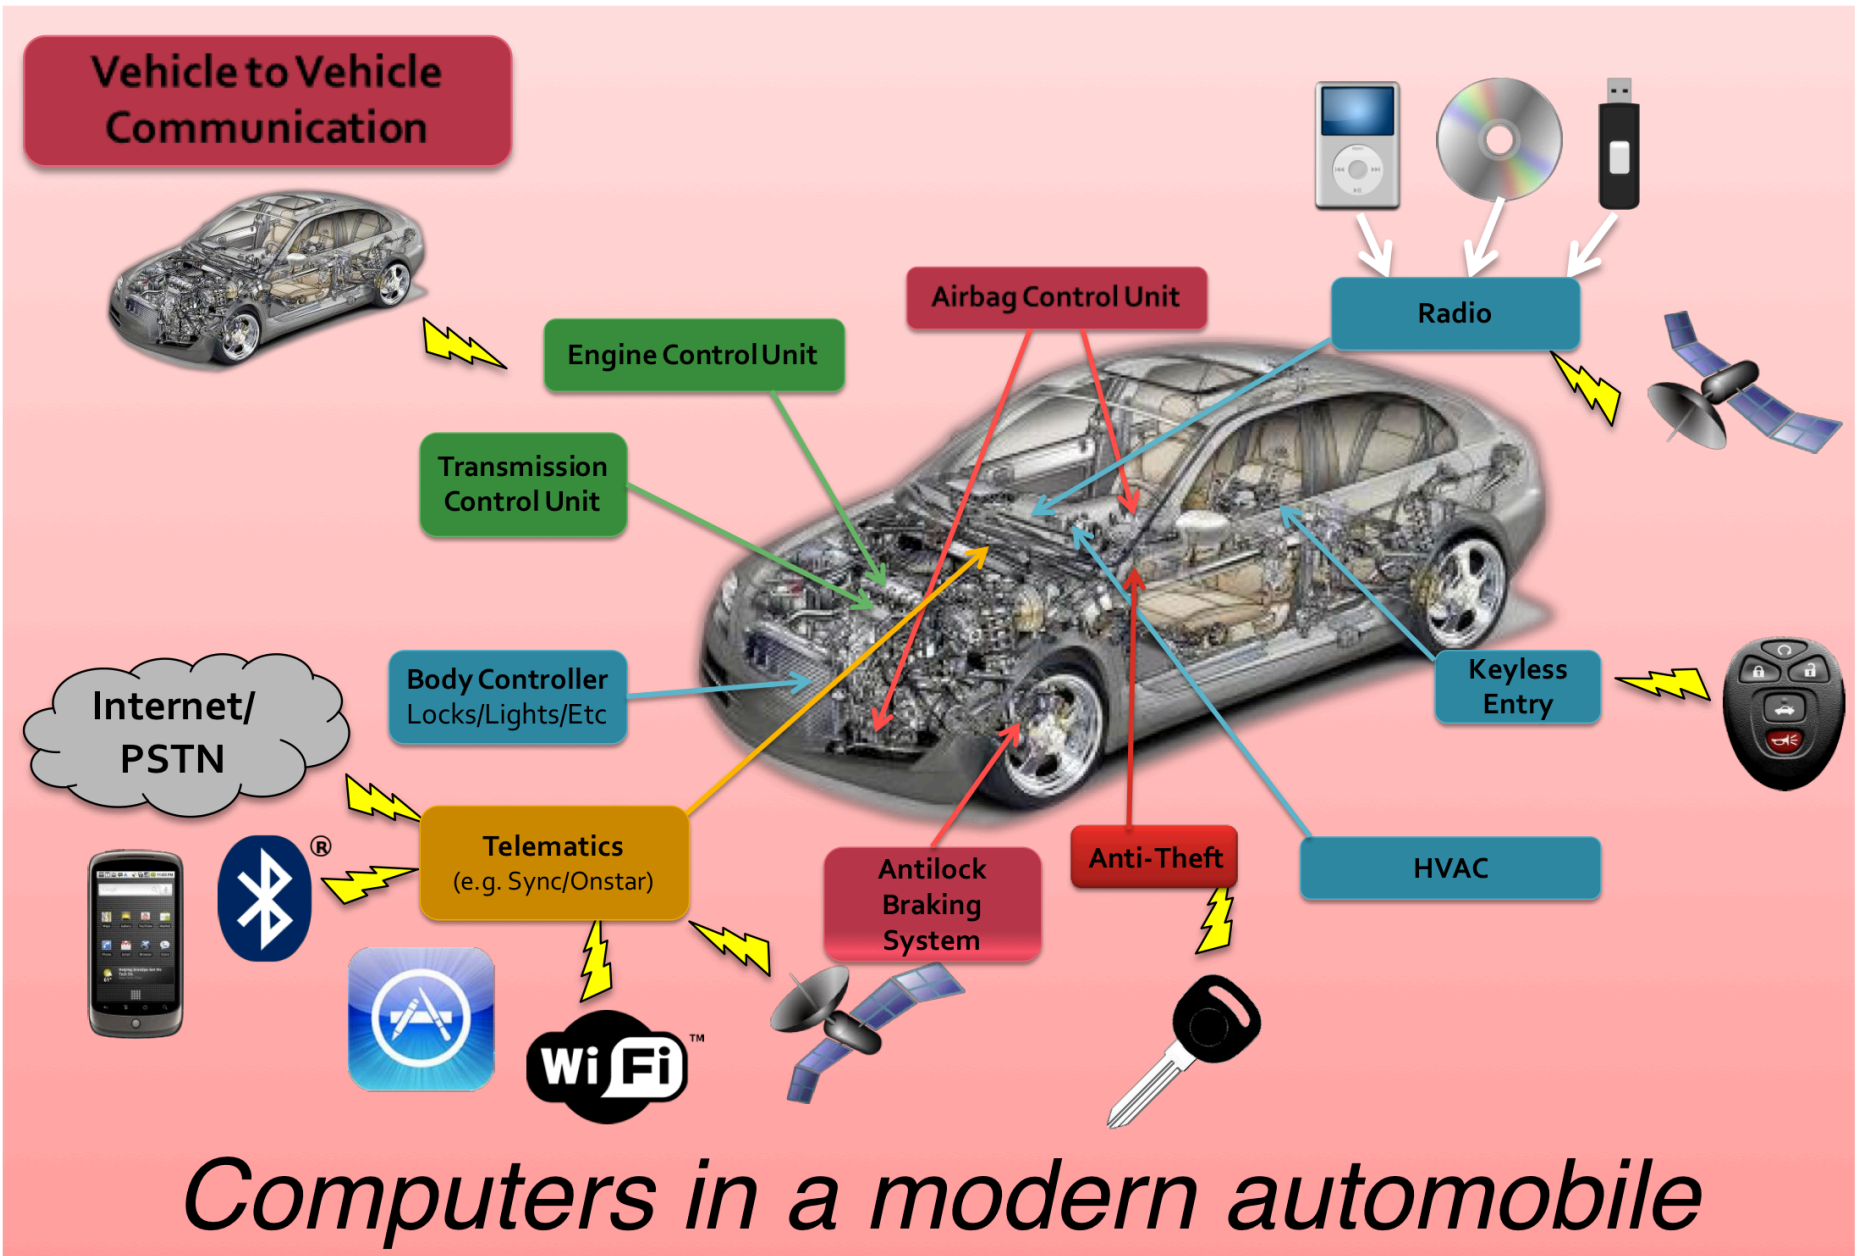 Vehicle to Vehicle
Communication
Airbag Control Unit
Radio
Engine Control Unit
Transmission
Control Unit
Body Controller
Locks/Lights/Etc
Keyless
Entry
Internet/
PSTN
Telematics
(e.g. Sync/Onstar)
Antilock
Braking
System
Anti-Theft
HVAC
®
Wi Fi ™
Computers in a modern automobile